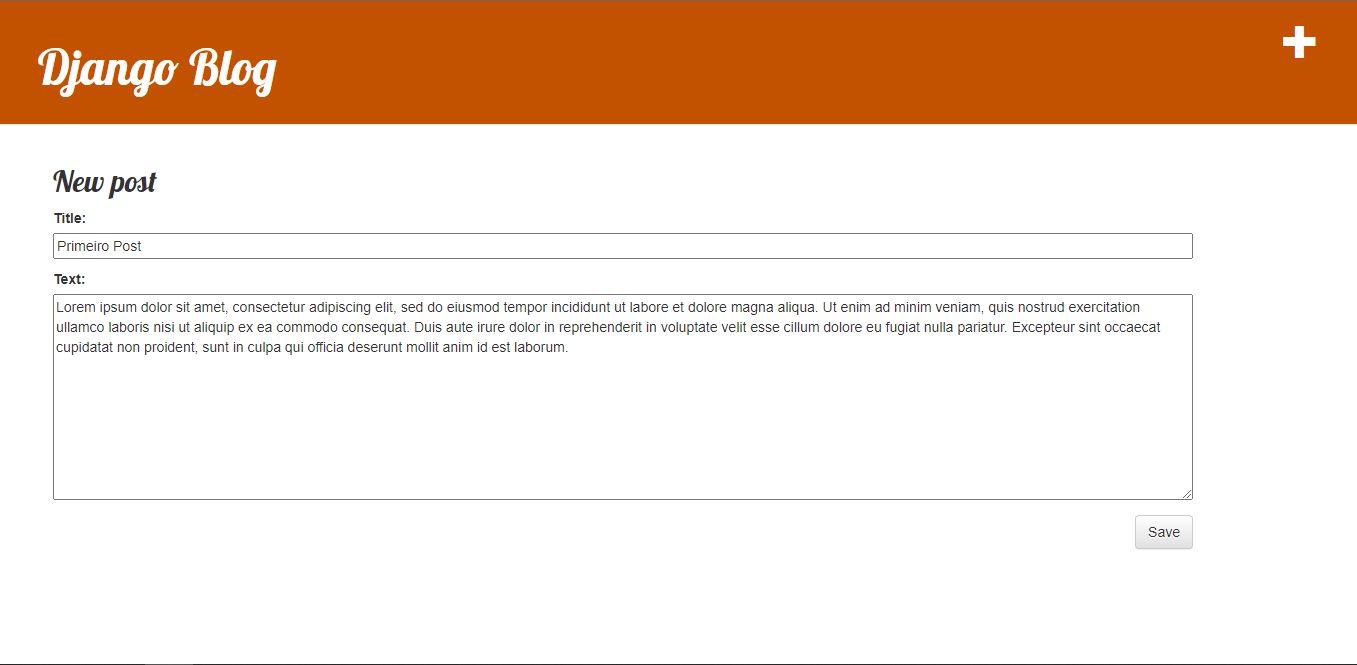 Django Blog
New post
Title:
Primeiro Post
Text:
Lorem ipsum dolor sit amet, consectetur adipiscing elit, sed do eiusmod tempor incididunt ut labore et dolore magna aliqua. Ut enim ad minim veniam, quis nostrud exercitation
ullamco laboris nisi ut aliquip ex ea commodo consequat. Duis aute irure dolor in reprehenderit in voluptate velit esse cillum dolore eu fugiat nulla pariatur. Excepteur sint occaecat
cupidatat non proident, sunt in culpa qui officia deserunt mollit anim id est laborum.
Save